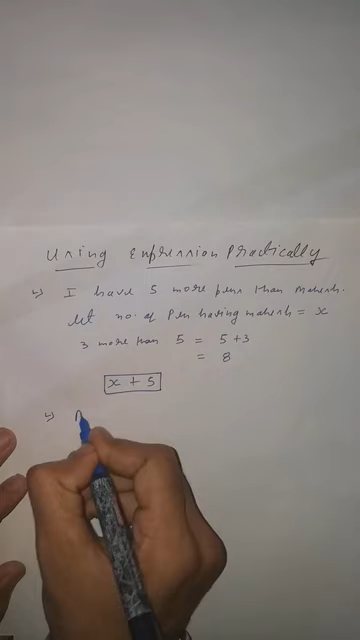 Using Expression Practically
↳ I have 5 more pens than Mahesh.
let no. of Pen having mahesh = x
3 more than 5 = 5 + 3
= 8
x + 5
↳